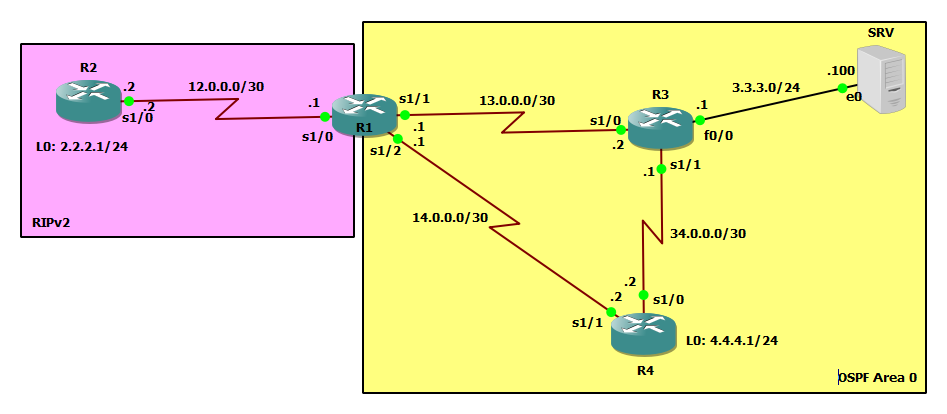 SRV
R2
.2
12.0.0.0/30
.100
3.3.3.0/24
e0
.2
s1/0
.1
s1/0
R1
s1/1
.1
13.0.0.0/30
R3
s1/0
.2
.1
f0/0
L0: 2.2.2.1/24
s1/2
.1
.1
s1/1
RIPv2
14.0.0.0/30
34.0.0.0/30
.2
s1/0
.2
s1/1
L0: 4.4.4.1/24
R4
OSPF Area 0